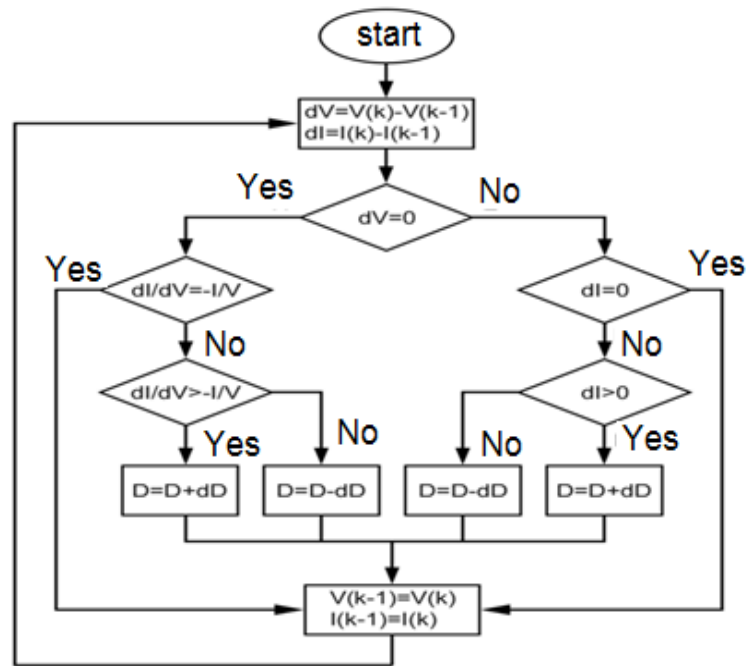 start
dV=V(k)-V(k-1)
dI=I(k)-I(k-1)
Yes
No
dV=0
Yes
Yes
dI/dV=-I/V
dI=0
No
No
dI/dV>-I/V
dI>0
Yes
No
No
Yes
D=D+dD
D=D-dD
D=D-dD
D=D+dD
V(k-1)=V(k)
I(k-1)=I(k)